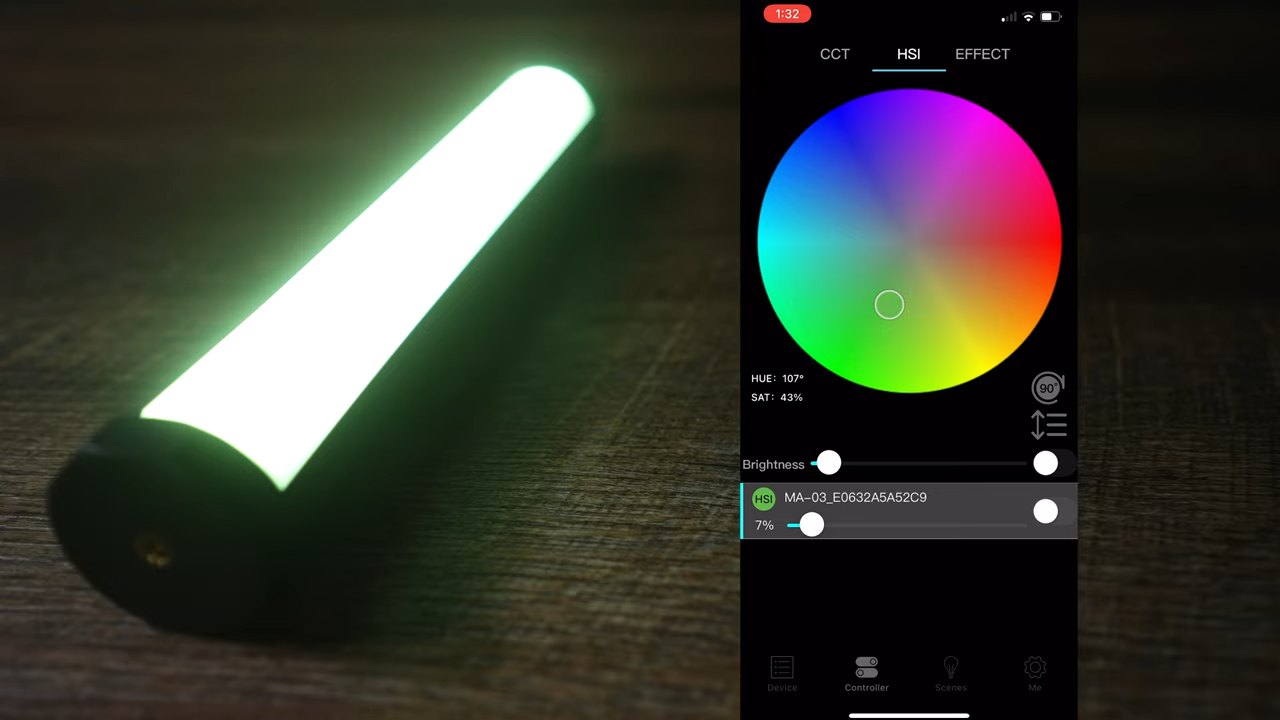 1:32
CCT HSI EFFECT
HUE: 107°
SAT: 43%
90°
Brightness
HSI MA-03_E0632A5A52C9
7%
Device Controller Scenes Me